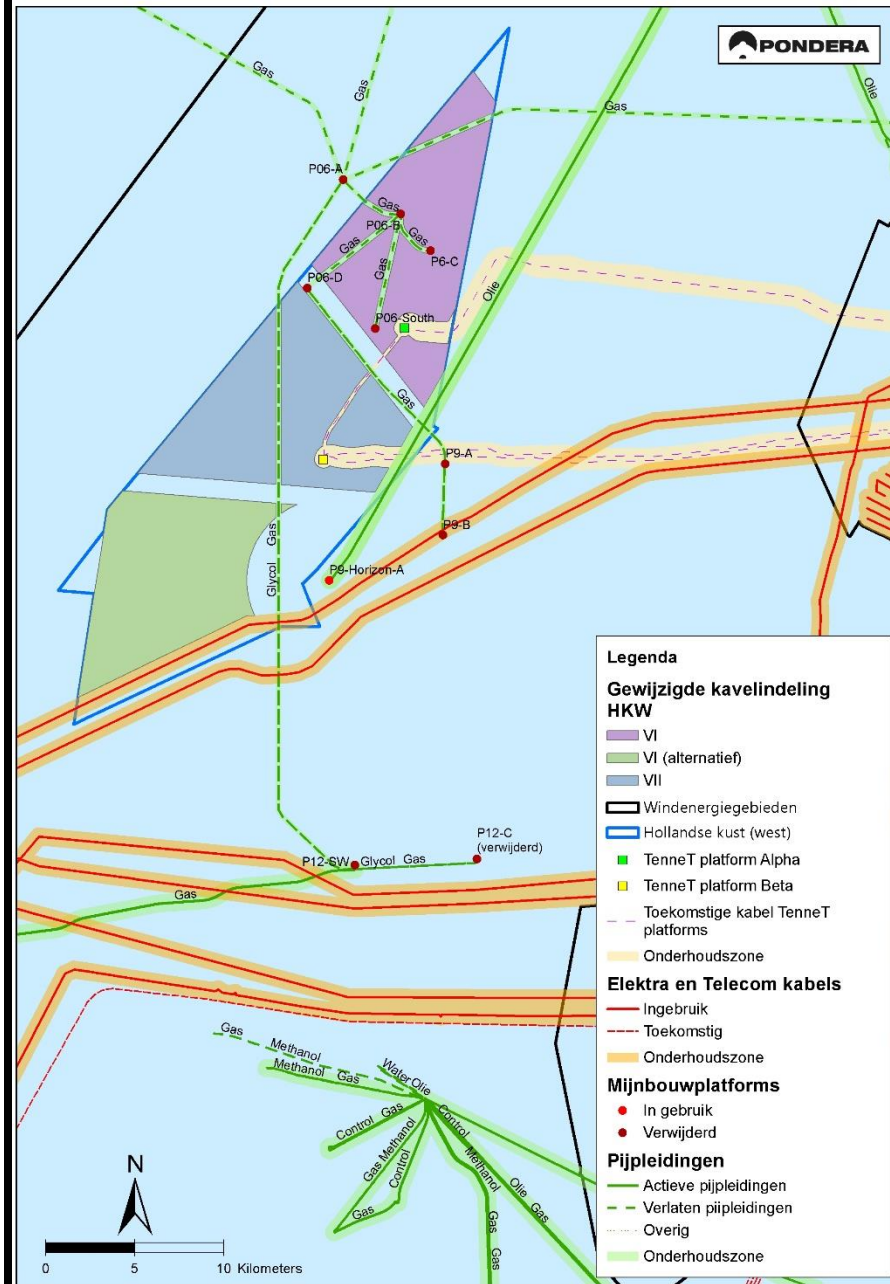 PONDERA
Gas
Gas
Gas
Olie
P06-A
Gas
P06-B
Gas
P6-C
Gas
Gas
P06-D
Olie
P06-South
Gas
P9-A
P9-B
Gas
Glycol
P9-Horizon-A
P12-C
(verwijderd)
P12-SW
Glycol Gas
Gas
Gas
Methanol
Methanol Gas
Water
Olie
Control Gas
Control
Gas Methanol
Control
Methanol
Olie Gas
Gas
Gas
Gas
N
0 5 10 Kilometers
Legenda
Gewijzigde kavelindeling
HKW
VI
VI (alternatief)
VII
Windenergiegebieden
Hollandse kust (west)
TenneT platform Alpha
TenneT platform Beta
Toekomstige kabel TenneT
platforms
Onderhoudszone
Elektra en Telecom kabels
Ingebruik
Toekomstig
Onderhoudszone
Mijnbouwplatforms
In gebruik
Verwijderd
Pijpleidingen
Actieve pijpleidingen
Verlaten pijpleidingen
Overig
Onderhoudszone